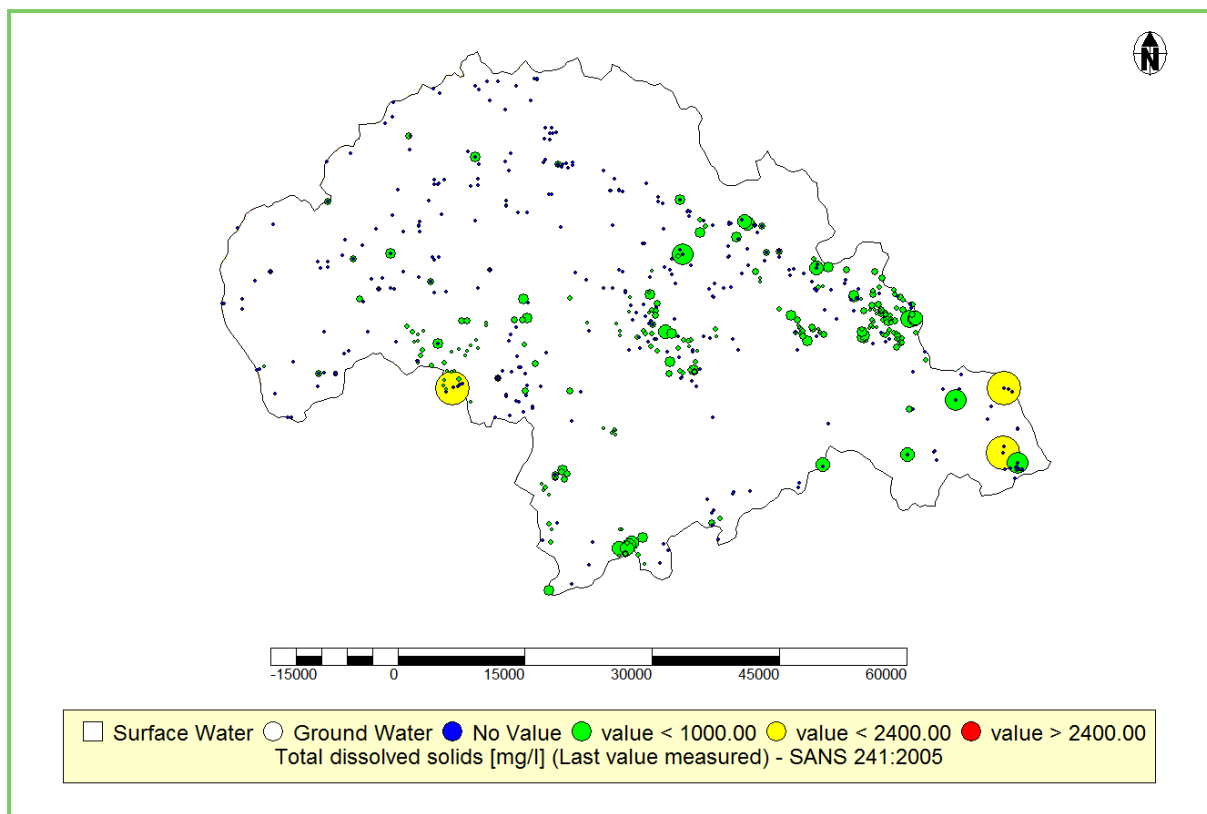 N
-15000 0 15000 30000 45000 60000
Surface Water Ground Water No Value value < 1000.00 value < 2400.00 value > 2400.00
Total dissolved solids [mg/l] (Last value measured) - SANS 241:2005